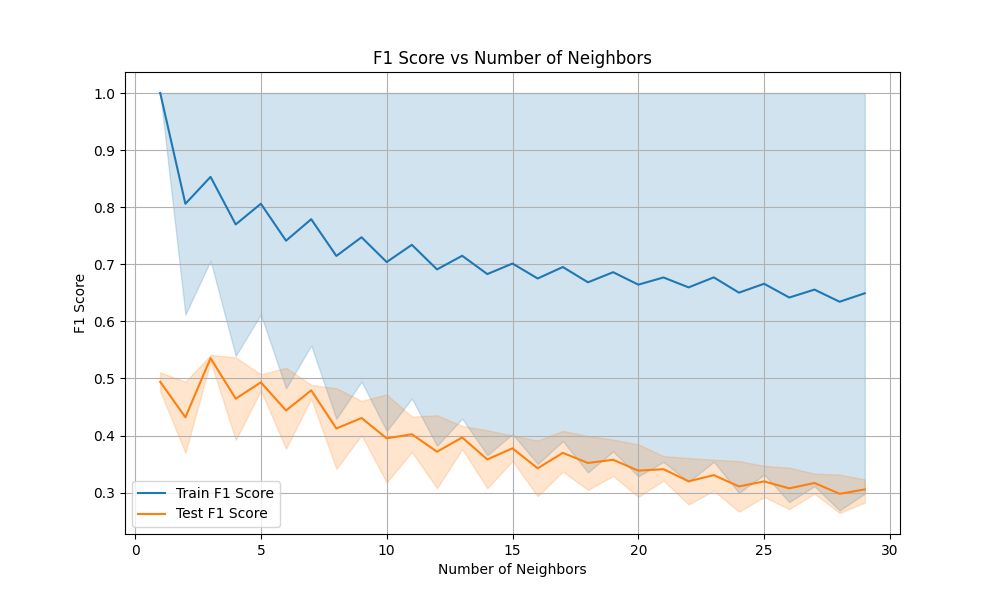 F1 Score vs Number of Neighbors
F1 Score
1.0
0.9
0.8
0.7
0.6
0.5
0.4
0.3
Train F1 Score
Test F1 Score
0 5 10 15 20 25 30
Number of Neighbors